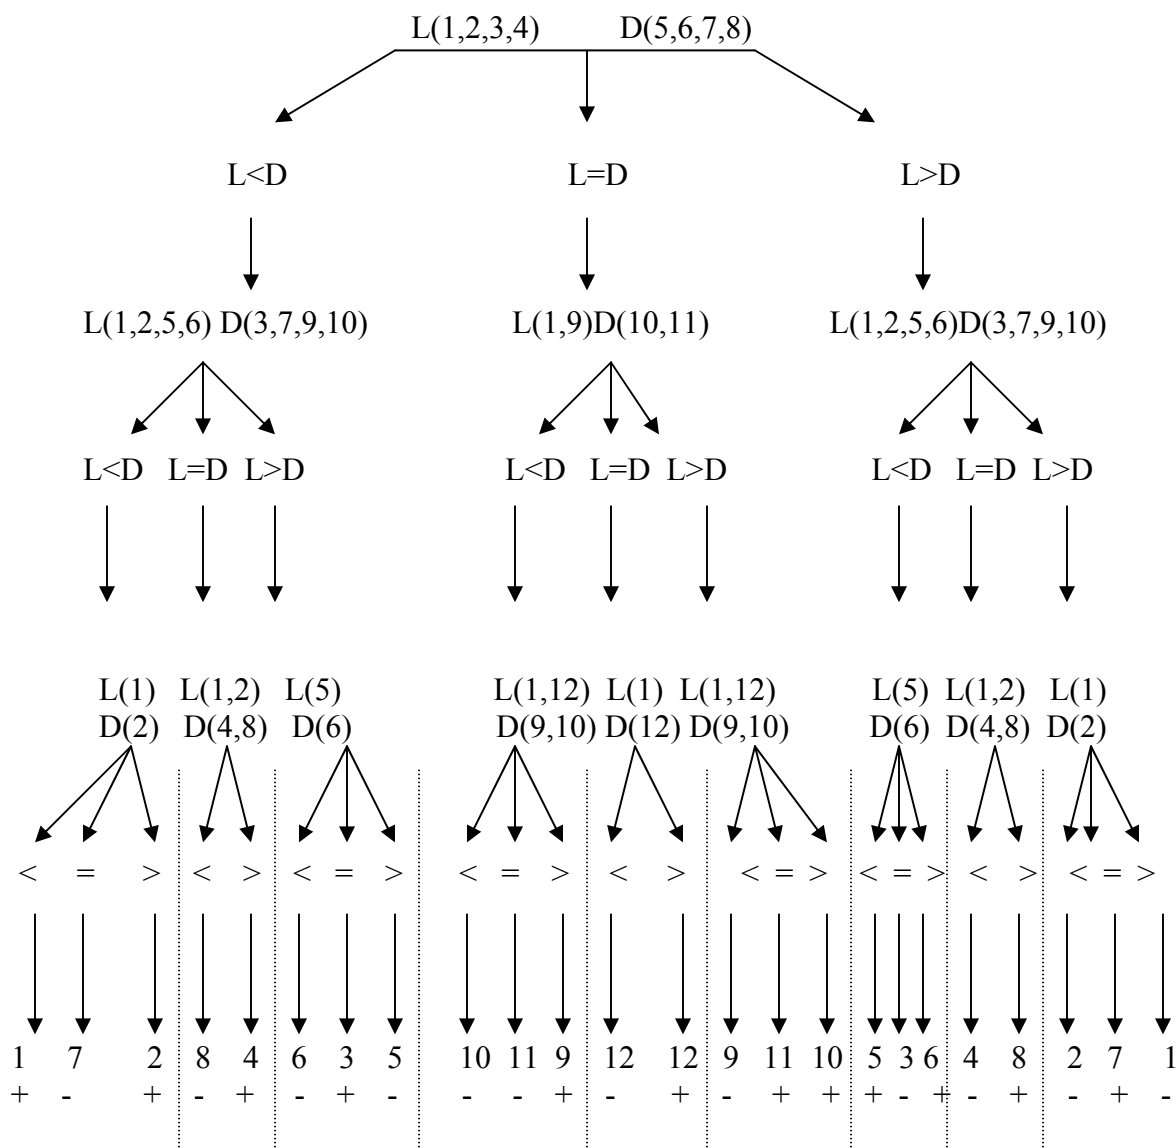 L(1,2,3,4) D(5,6,7,8)
L<D L=D L>D
L(1,2,5,6) D(3,7,9,10) L(1,9)D(10,11) L(1,2,5,6)D(3,7,9,10)
L<D L=D L>D L<D L=D L>D L<D L=D L>D
L(1) L(1,2) L(5) L(1,12) L(1) L(1,12) L(5) L(1,2) L(1)
D(2) D(4,8) D(6) D(9,10) D(12) D(9,10) D(6) D(4,8) D(2)
< = > < > < = > < = > < > < = > < = > < > < = >
1 7 2 8 4 6 3 5 10 11 9 12 12 9 11 10 5 3 6 4 8 2 7 1
+ - + - + - + - - - + - + - + + + - + - + - + -